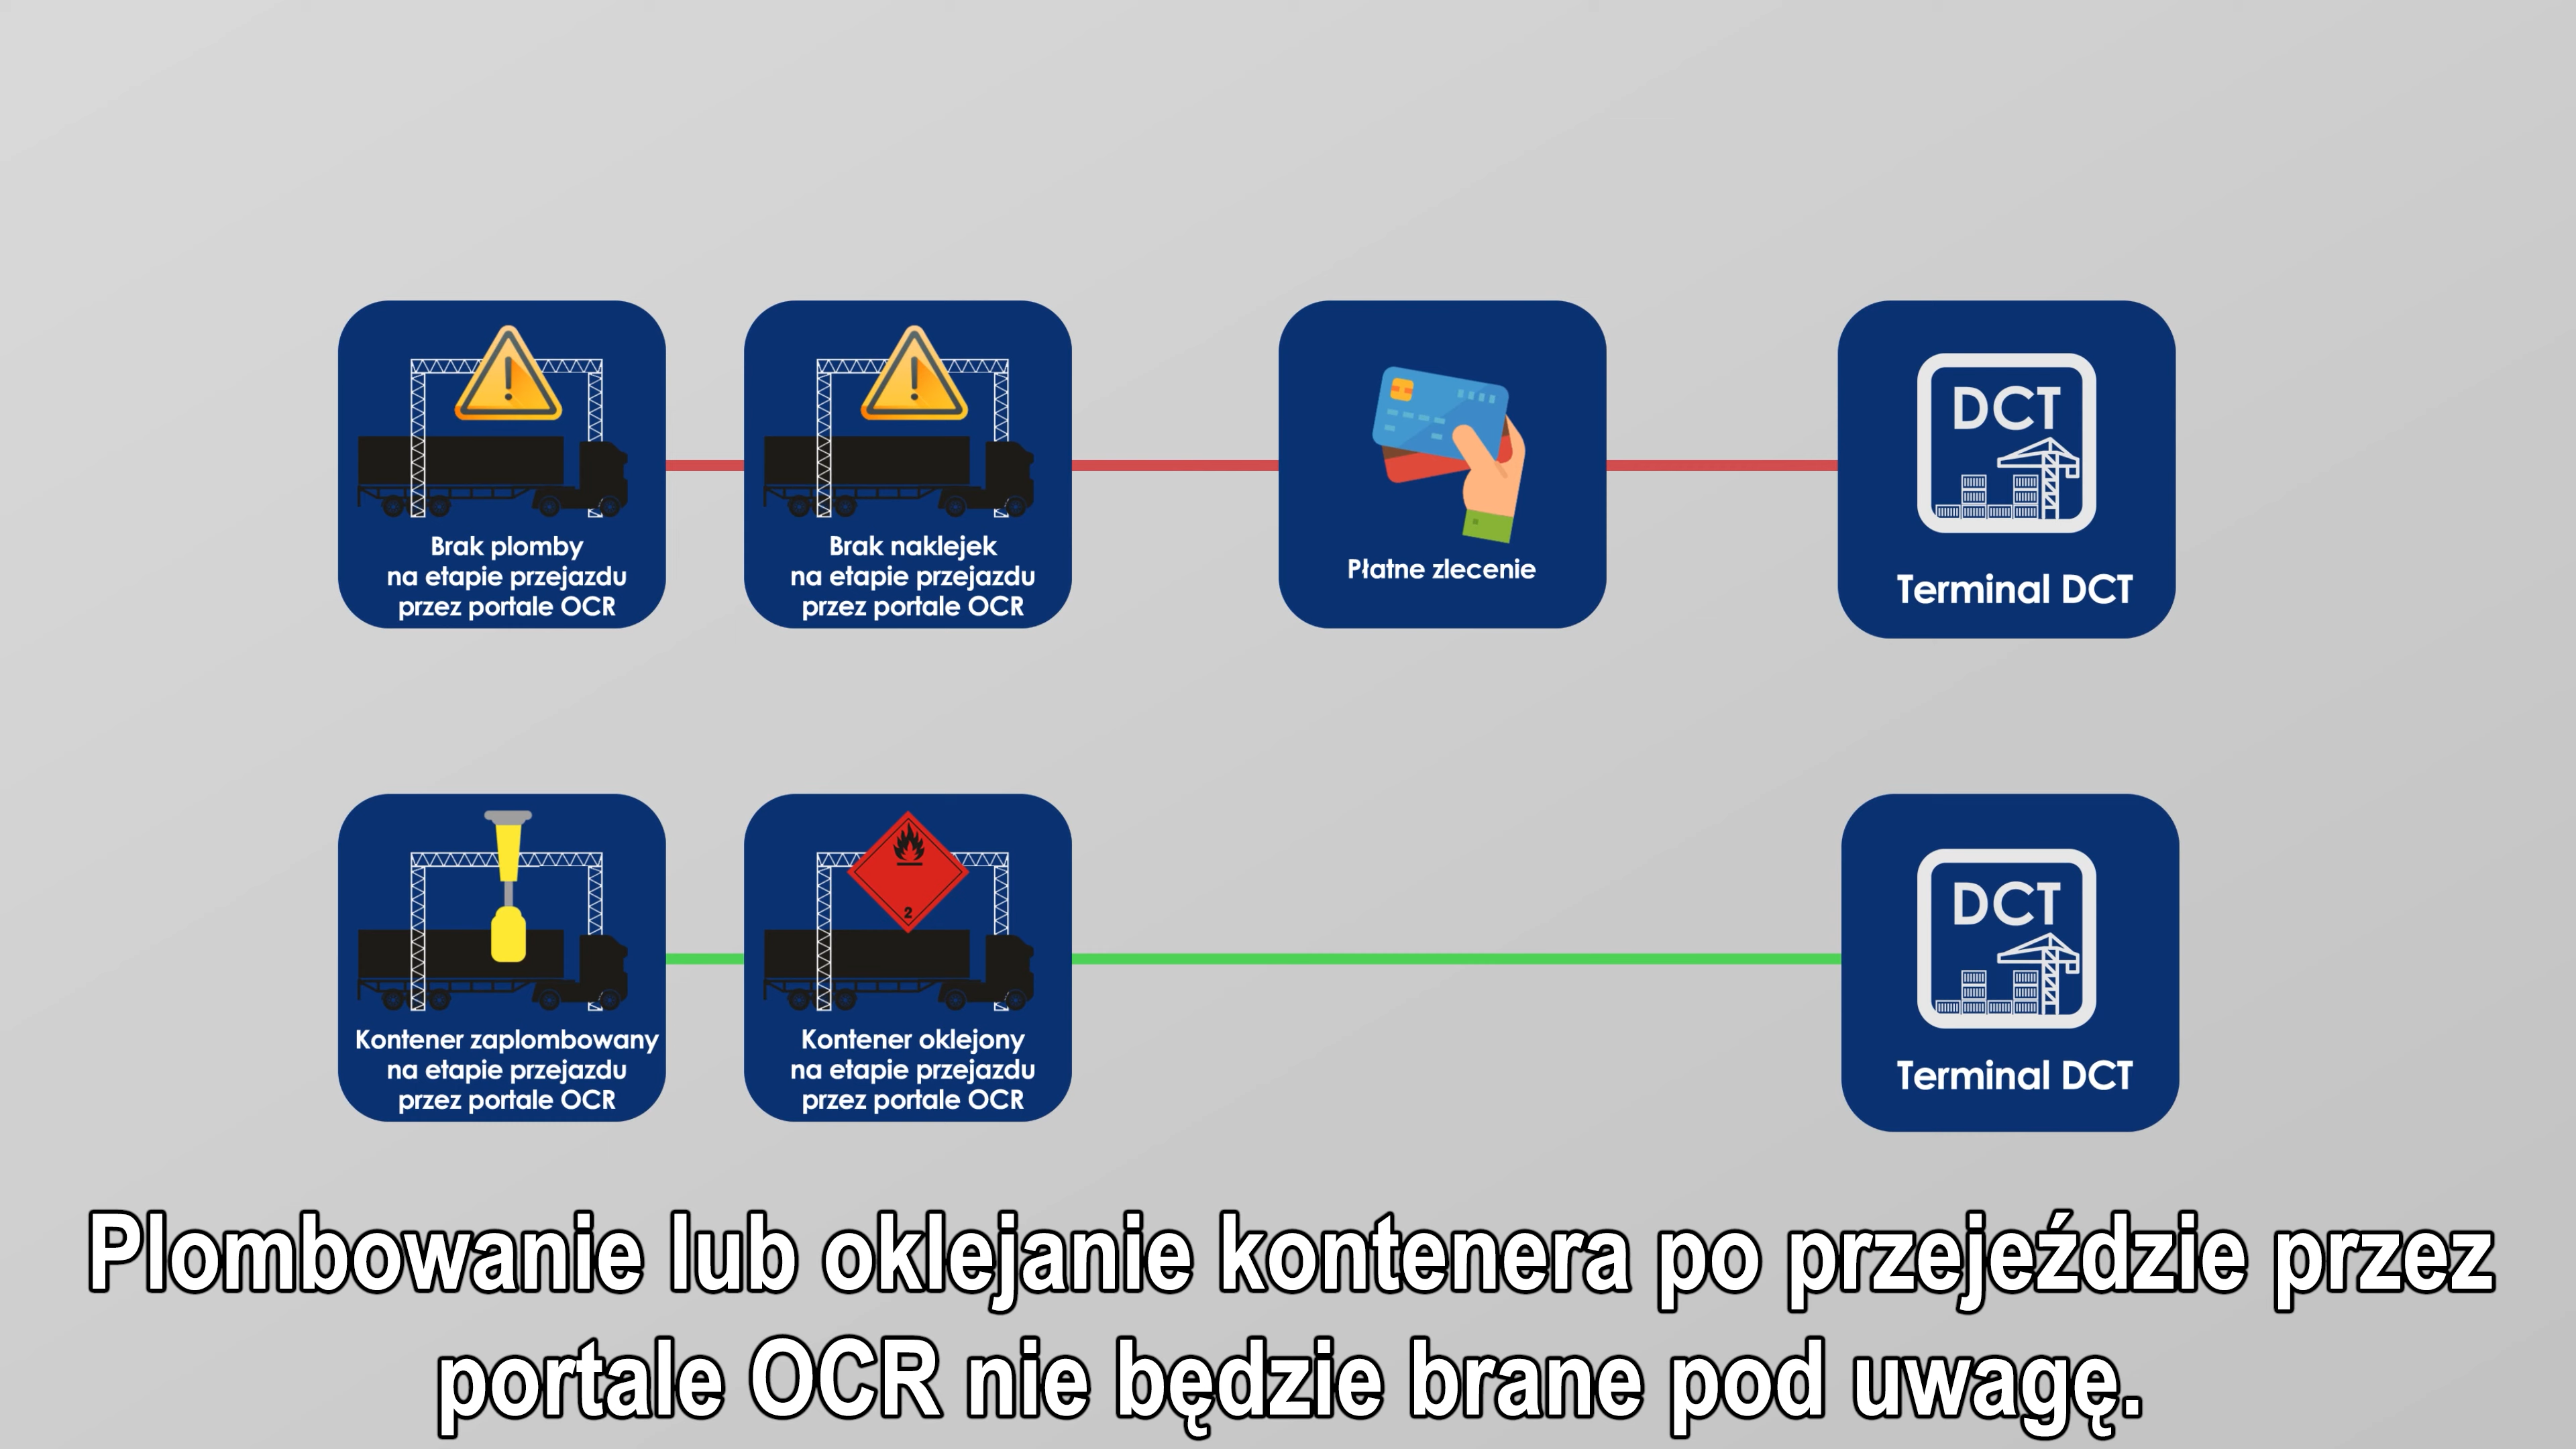 DCT
DCT
Brak plomby
na etapie przejazdu
przez portale OCR
Brak naklejek
na etapie przejazdu
przez portale OCR
Płatne zlecenie
Terminal DCT
2
Kontener zaplombowany
na etapie przejazdu
przez portale OCR
Kontener oklejony
na etapie przejazdu
przez portale OCR
Terminal DCT
Plombowanie lub oklejanie kontenera po przejeździe przez
portale OCR nie będzie brane pod uwagę.